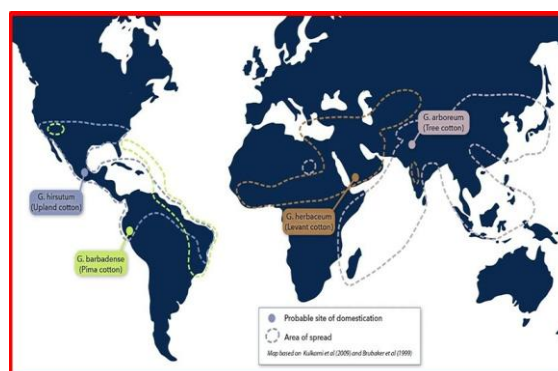 G. arboreum
(Tree cotton)
G. hirsutum
(Upland cotton)
G. herbaceum
(Levant cotton)
G. barbadense
(Pima cotton)
Probable site of domestication
Area of spread
Map based on Kulkarni et al (2009) and Brubaker et al (1999)